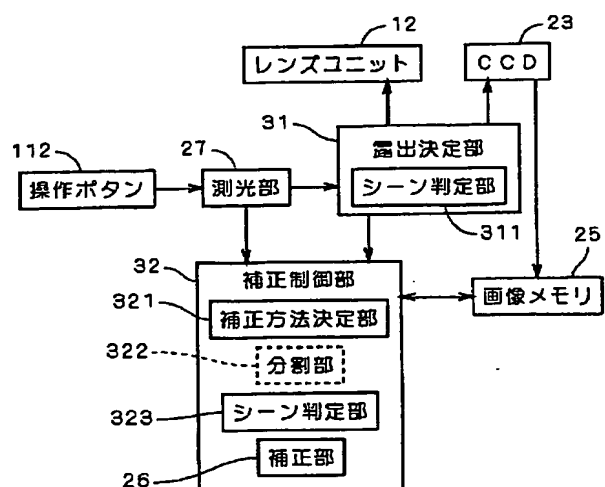 12
23
レンズユニット
CCD
31
露出決定部
112
27
操作ボタン
測光部
シーン判定部
311
32
補正制御部
25
321
補正方法決定部
画像メモリ
322
分割部
323
シーン判定部
26
補正部